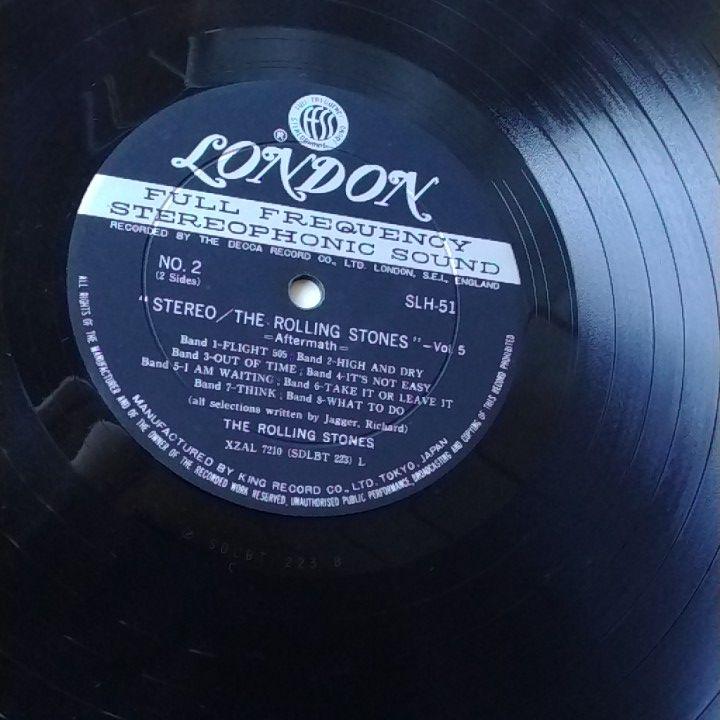 FULL FREQUENCY STEREOPHONIC SOUND
ffss
LONDON
®
FULL FREQUENCY
STEREOPHONIC SOUND
RECORDED BY THE DECCA RECORD CO., LTD. LONDON, S.E.I., ENGLAND
NO. 2
(2 Sides)
SLH-51
"STEREO/THE ROLLING STONES"-Vol 5
=Aftermath=
Band 1-FLIGHT 505 ; Band 2-HIGH AND DRY
Band 3-OUT OF TIME ; Band 4-IT'S NOT EASY
Band 5-I AM WAITING ; Band 6-TAKE IT OR LEAVE IT
Band 7-THINK ; Band 8-WHAT TO DO
(all selections written by Jagger, Richard)
THE ROLLING STONES
XZAL 7210 (SDLBT 223) L
MANUFACTURED BY KING RECORD CO., LTD. TOKYO, JAPAN
ALL RIGHTS OF THE MANUFACTURER AND OF THE OWNER OF THE RECORDED WORK RESERVED, UNAUTHORISED PUBLIC PERFORMANCE, BROADCASTING AND COPYING OF THIS RECORD PROHIBITED
SDLBT 223 B
C